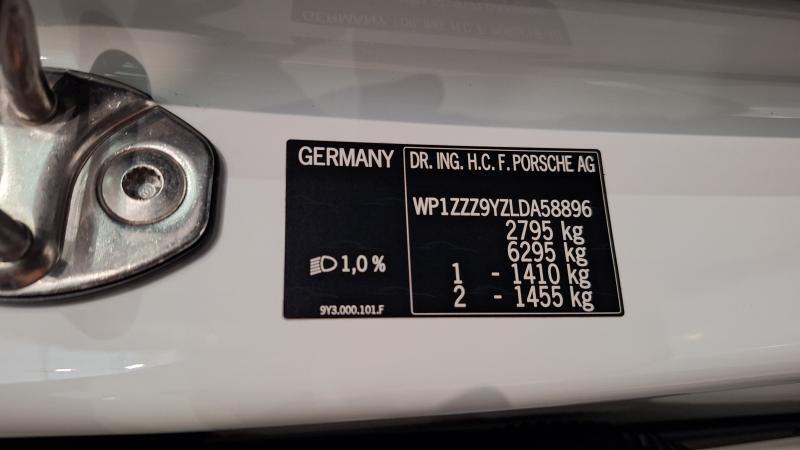 GERMANY
DR. ING. H.C. F. PORSCHE AG
WP1ZZZ9YZLDA58896
2795 kg
6295 kg
1 - 1410 kg
2 - 1455 kg
1,0 %
9Y3.000.101.F